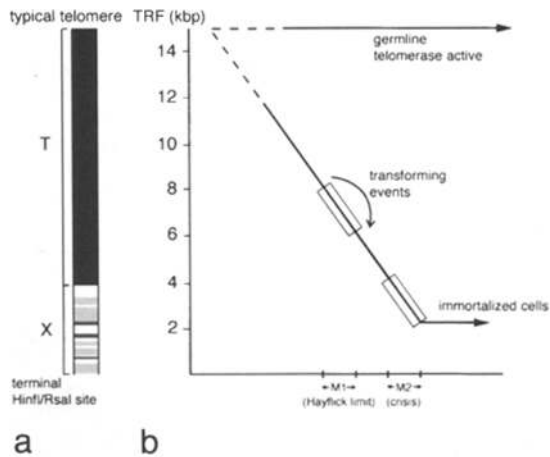 typical telomere
TRF (kbp)
14
12
10
8
6
4
2
T
X
terminal
HinfI/RsaI site
germline
telomerase active
transforming
events
immortalized cells
M1
M2
(Hayflick limit)
(crisis)
a
b